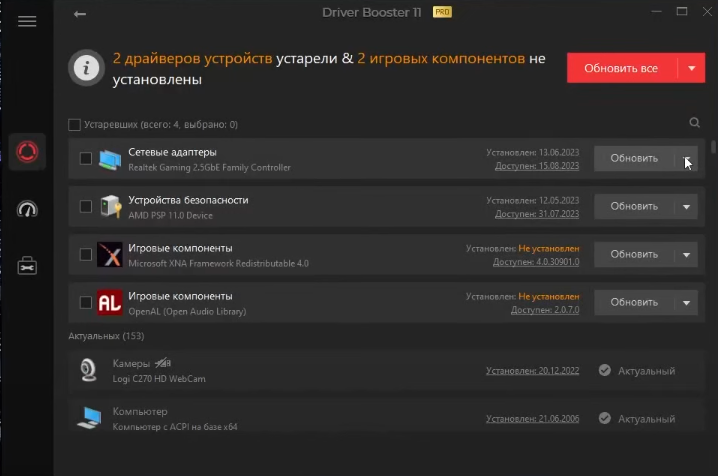 Driver Booster 11 PRO
2 драйверов устройств устарели & 2 игровых компонентов не
установлены
Обновить все
Устаревших (всего: 4, выбрано: 0)
Сетевые адаптеры
Realtek Gaming 2.5GbE Family Controller
Установлен: 13.06.2023
Доступен: 15.08.2023
Обновить
Устройства безопасности
AMD PSP 11.0 Device
Установлен: 12.05.2023
Доступен: 31.07.2023
Обновить
Игровые компоненты
Microsoft XNA Framework Redistributable 4.0
Установлен: Не установлен
Доступен: 4.0.30901.0
Обновить
AL
Игровые компоненты
OpenAL (Open Audio Library)
Установлен: Не установлен
Доступен: 2.0.7.0
Обновить
Актуальных (153)
Камеры
Logi C270 HD WebCam
Установлен: 20.12.2022
Актуальный
Компьютер
Компьютер с ACPI на базе x64
Установлен: 21.06.2006
Актуальный